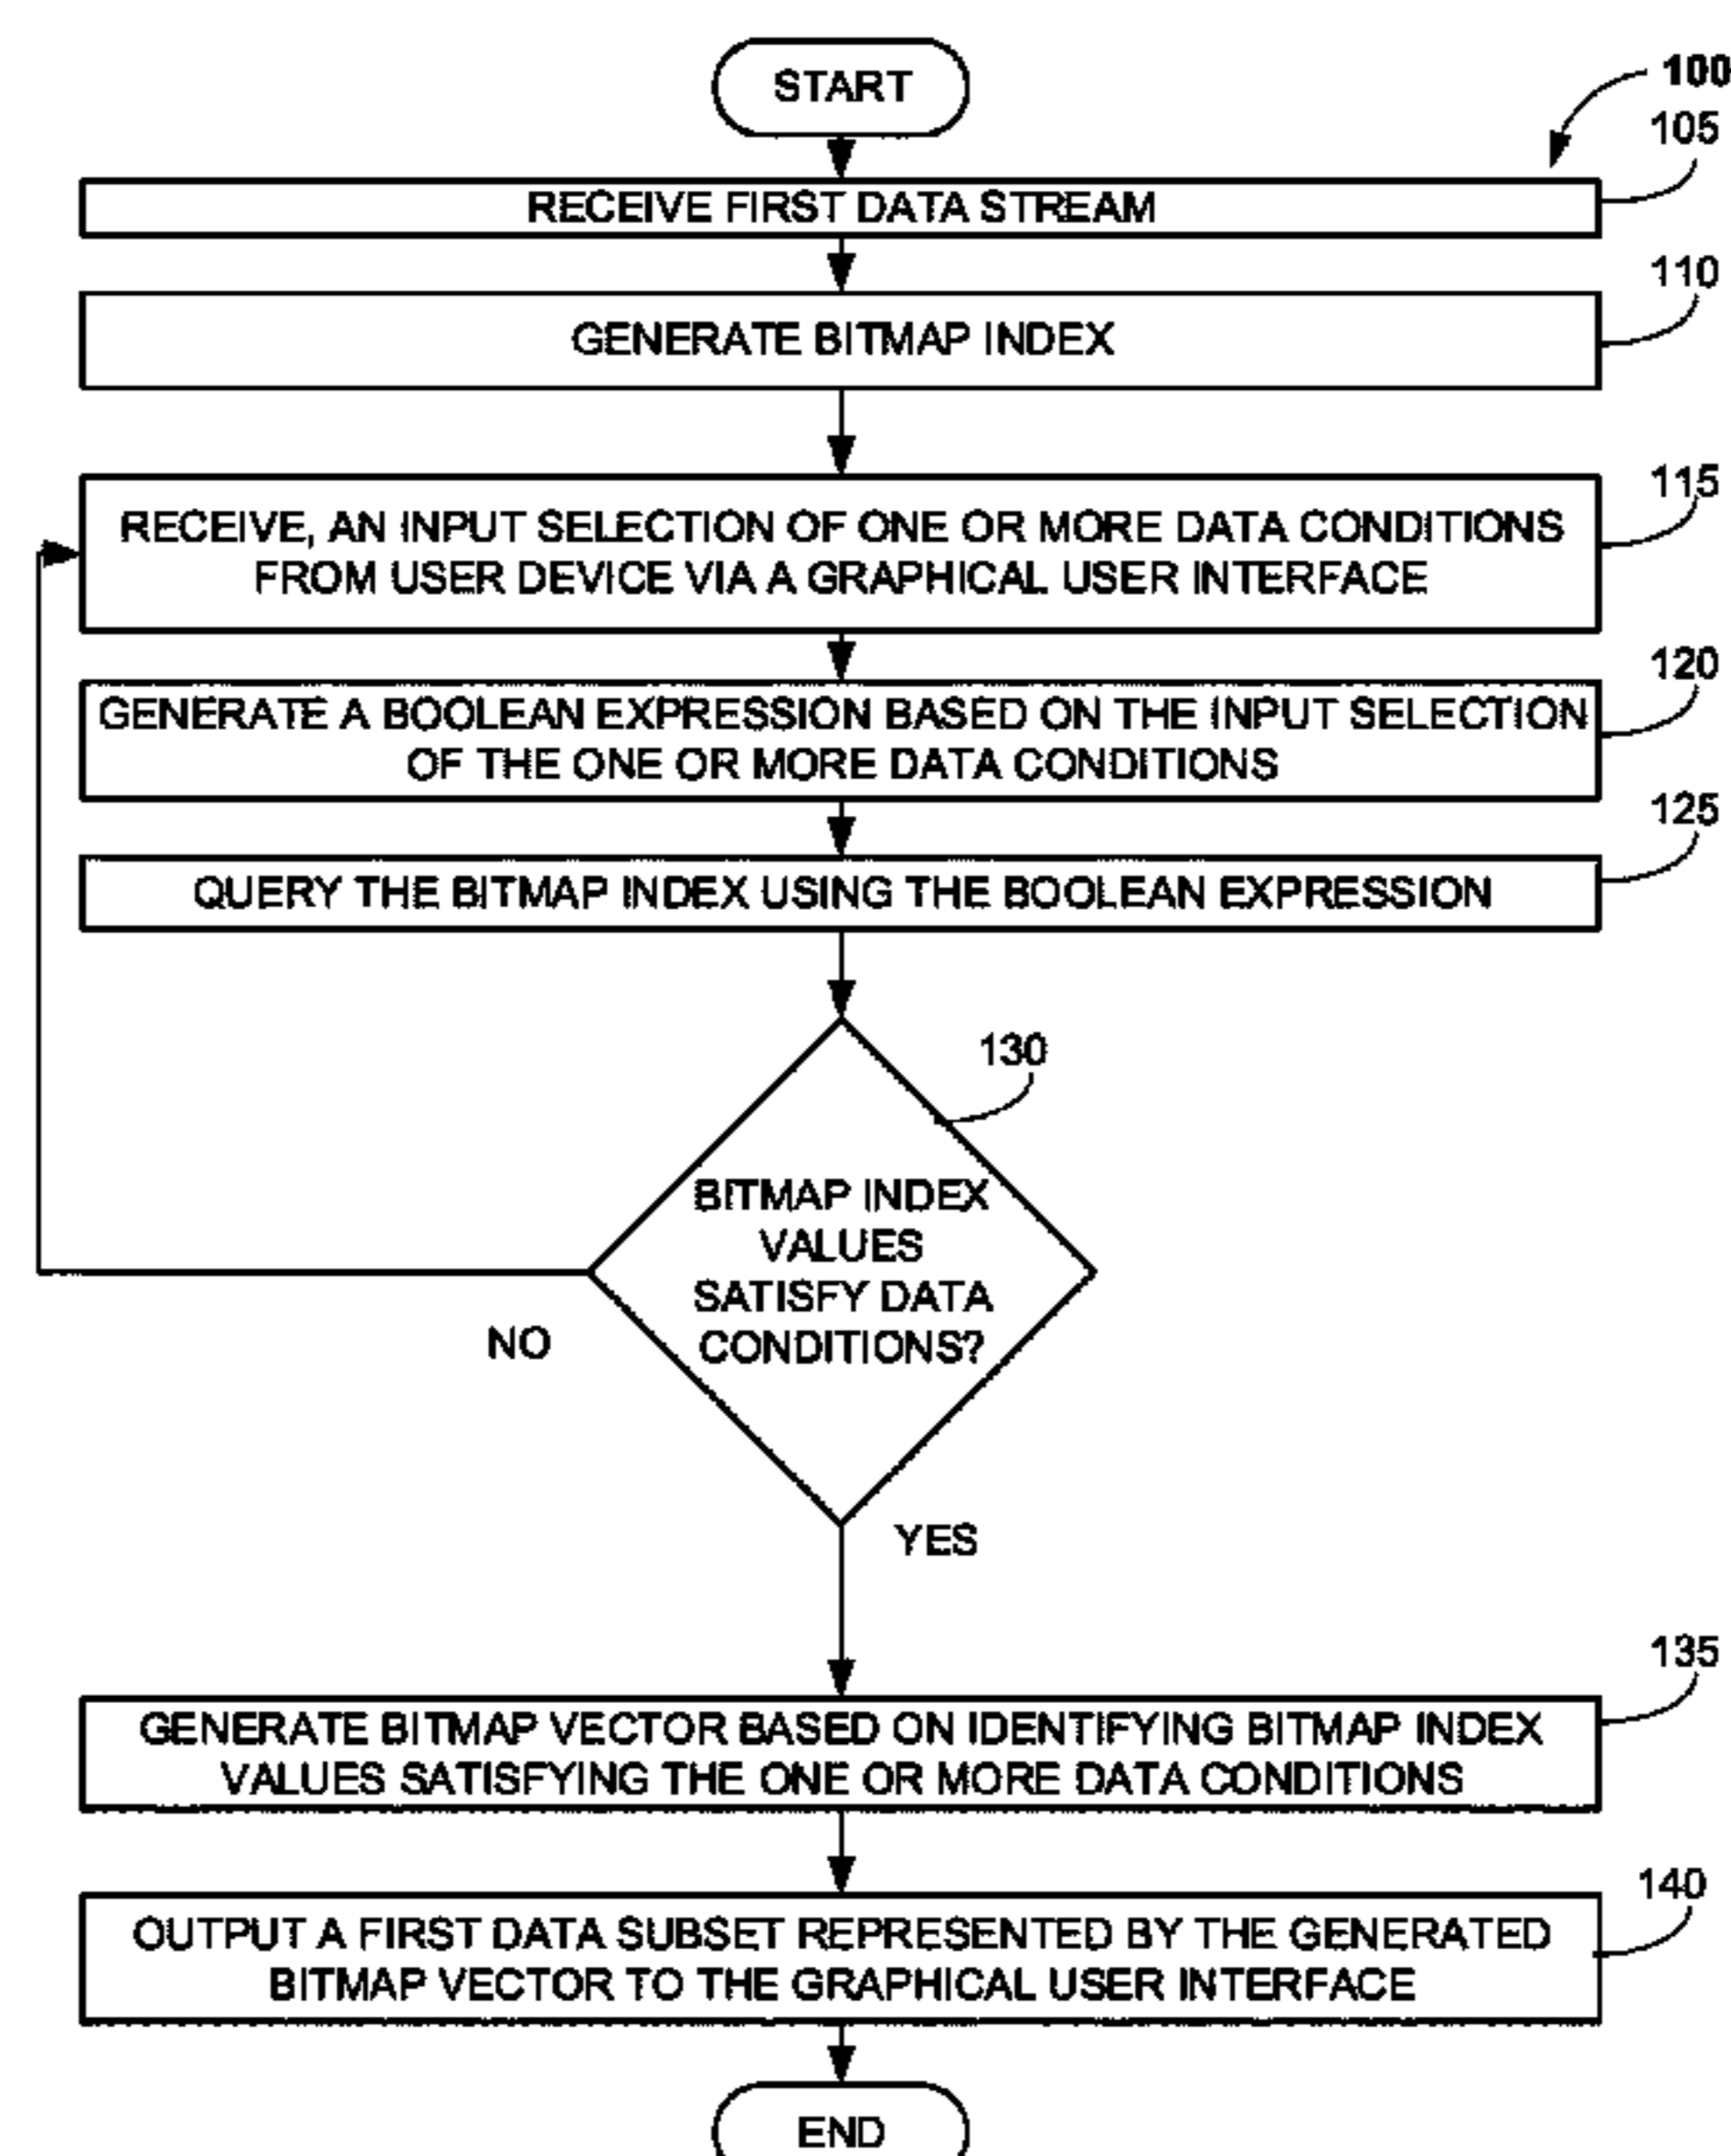 START
100
105
RECEIVE FIRST DATA STREAM
110
GENERATE BITMAP INDEX
115
RECEIVE, AN INPUT SELECTION OF ONE OR MORE DATA CONDITIONS
FROM USER DEVICE VIA A GRAPHICAL USER INTERFACE
120
GENERATE A BOOLEAN EXPRESSION BASED ON THE INPUT SELECTION
OF THE ONE OR MORE DATA CONDITIONS
125
QUERY THE BITMAP INDEX USING THE BOOLEAN EXPRESSION
130
BITMAP INDEX
VALUES
SATISFY DATA
CONDITIONS?
NO
YES
135
GENERATE BITMAP VECTOR BASED ON IDENTIFYING BITMAP INDEX
VALUES SATISFYING THE ONE OR MORE DATA CONDITIONS
140
OUTPUT A FIRST DATA SUBSET REPRESENTED BY THE GENERATED
BITMAP VECTOR TO THE GRAPHICAL USER INTERFACE
END